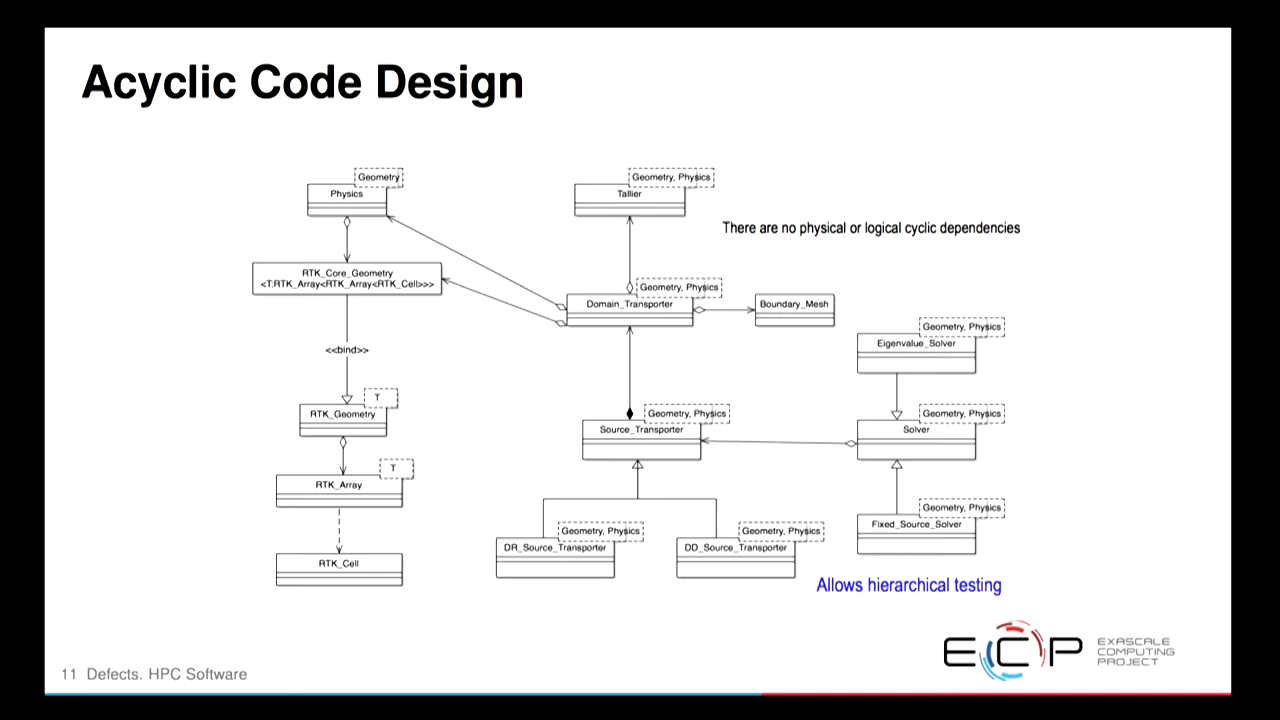 Acyclic Code Design
Geometry
Physics
Geometry, Physics
Tallier
There are no physical or logical cyclic dependencies
RTK_Core_Geometry
<T:RTK_Array<RTK_Array<RTK_Cell>>>
Geometry, Physics
Domain_Transporter
Boundary_Mesh
Geometry, Physics
Eigenvalue_Solver
<<bind>>
T
RTK_Geometry
Geometry, Physics
Source_Transporter
Geometry, Physics
Solver
T
RTK_Array
Geometry, Physics
Fixed_Source_Solver
Geometry, Physics
DR_Source_Transporter
Geometry, Physics
DD_Source_Transporter
RTK_Cell
Allows hierarchical testing
ECP
EXASCALE
COMPUTING
PROJECT
11 Defects. HPC Software